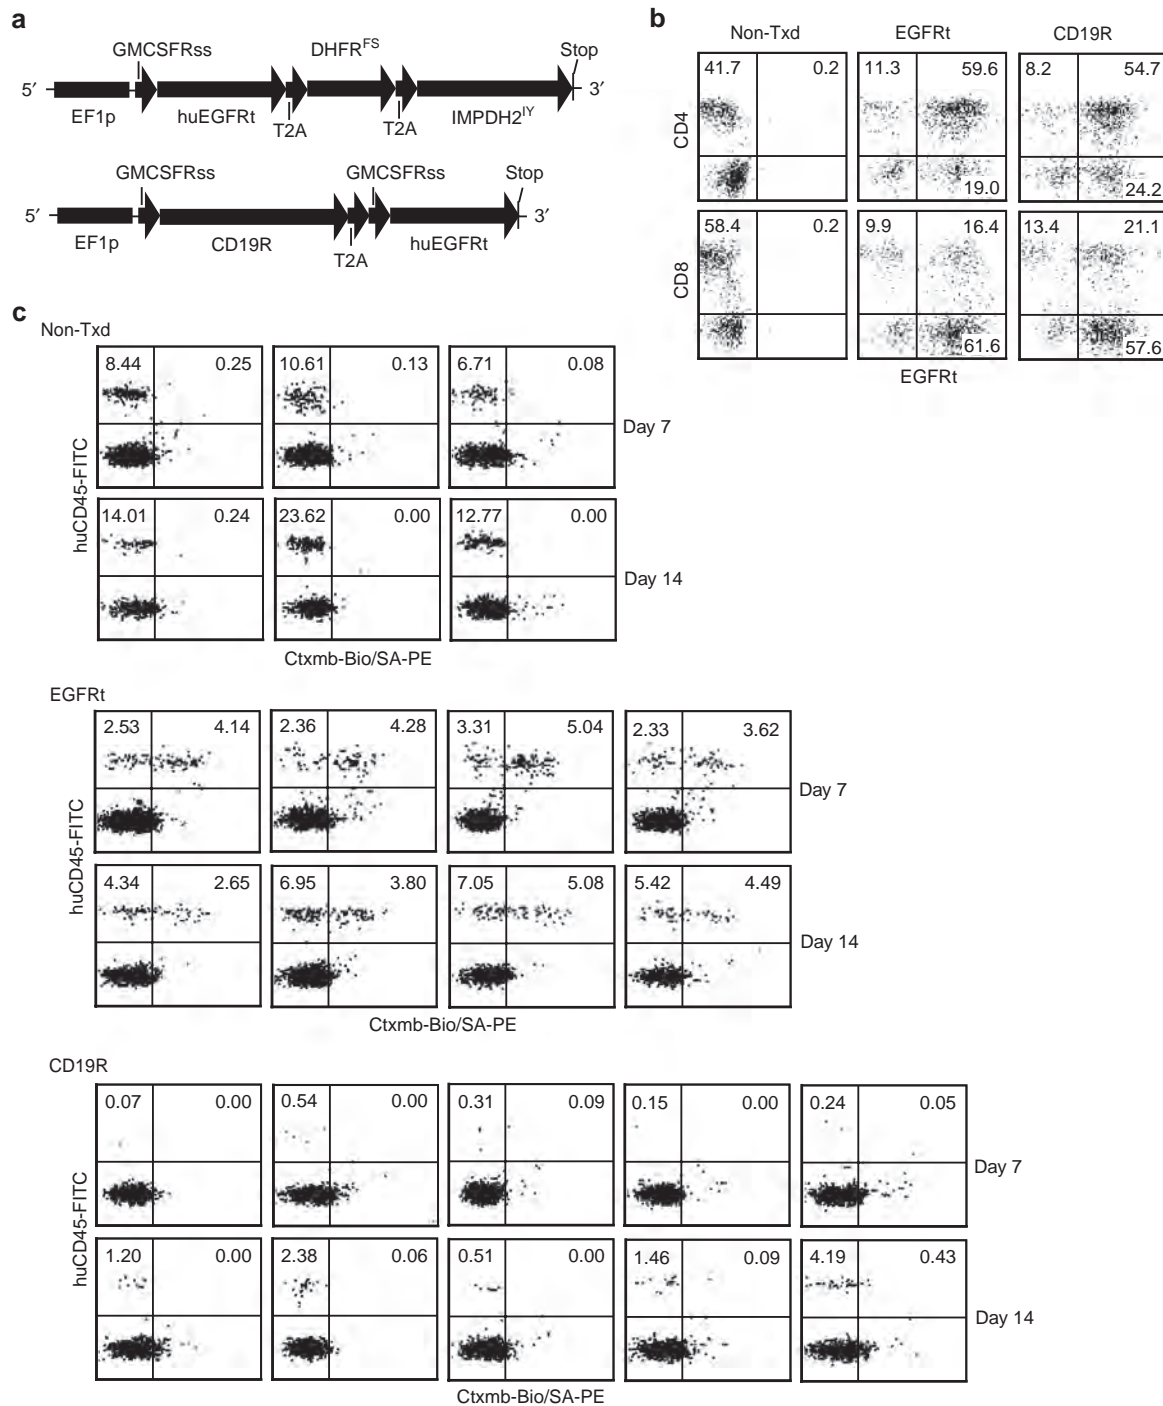 a
GMCSFRss
DHFR^FS
Stop
5′
3′
EF1p
huEGFRt
T2A
T2A
IMPDH2^IY
GMCSFRss
GMCSFRss
Stop
5′
3′
EF1p
CD19R
T2A
huEGFRt
b
Non-Txd
EGFRt
CD19R
CD4
41.7
0.2
11.3
59.6
19.0
8.2
54.7
24.2
CD8
58.4
0.2
9.9
16.4
61.6
13.4
21.1
57.6
EGFRt
c
Non-Txd
huCD45-FITC
8.44
0.25
10.61
0.13
6.71
0.08
Day 7
14.01
0.24
23.62
0.00
12.77
0.00
Day 14
Ctxmb-Bio/SA-PE
EGFRt
huCD45-FITC
2.53
4.14
2.36
4.28
3.31
5.04
2.33
3.62
Day 7
4.34
2.65
6.95
3.80
7.05
5.08
5.42
4.49
Day 14
Ctxmb-Bio/SA-PE
CD19R
huCD45-FITC
0.07
0.00
0.54
0.00
0.31
0.09
0.15
0.00
0.24
0.05
Day 7
1.20
0.00
2.38
0.06
0.51
0.00
1.46
0.09
4.19
0.43
Day 14
Ctxmb-Bio/SA-PE